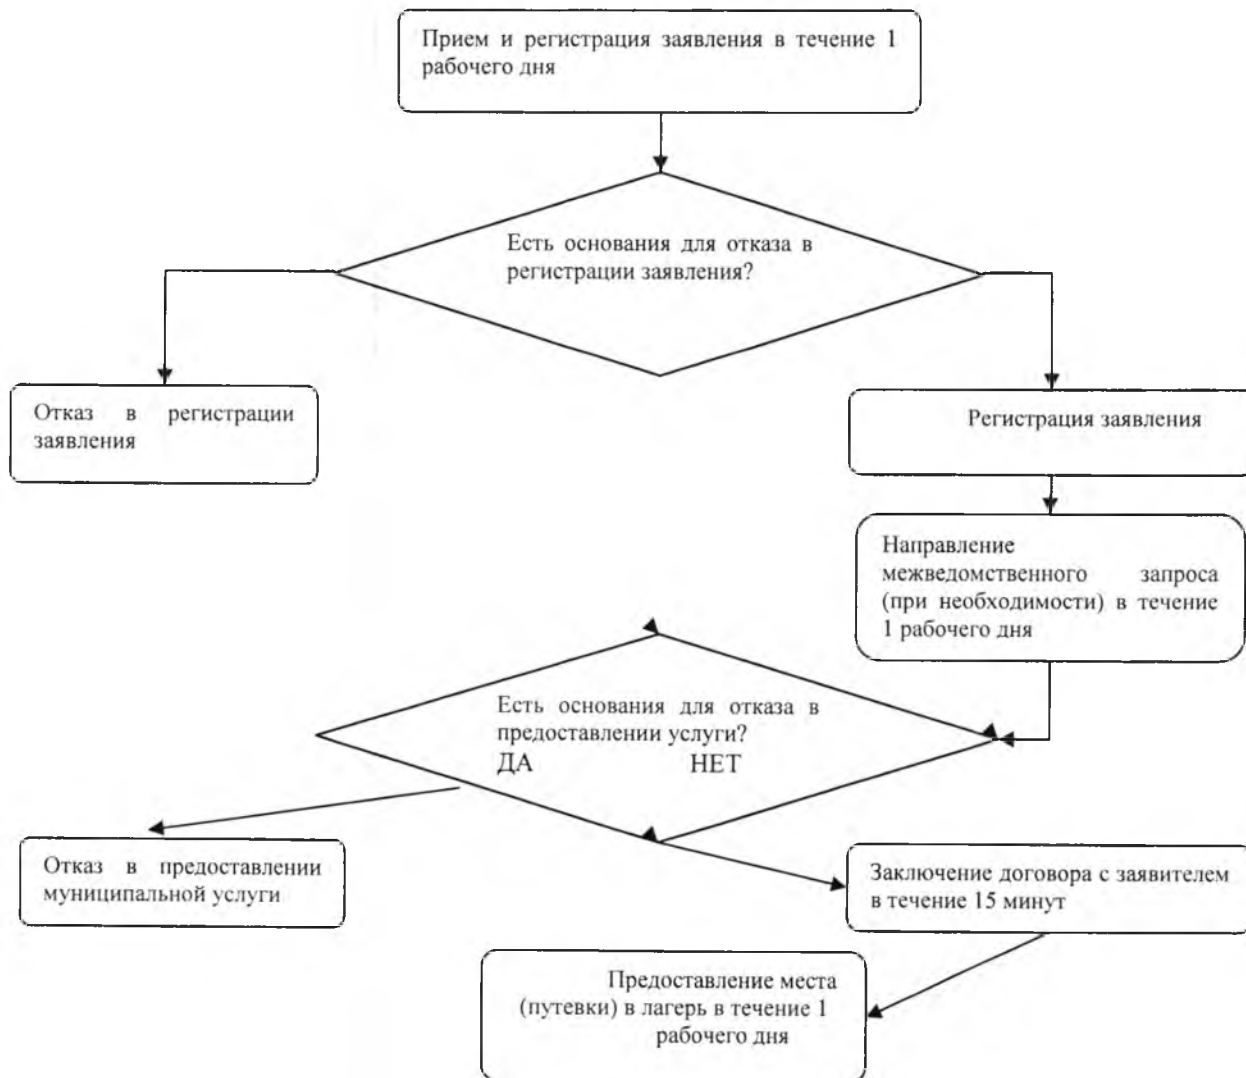 Прием и регистрация заявления в течение 1
рабочего дня
Есть основания для отказа в
регистрации заявления?
Отказ в регистрации
заявления
Регистрация заявления
Направление
межведомственного запроса
(при необходимости) в течение
1 рабочего дня
Есть основания для отказа в
предоставлении услуги?
ДА НЕТ
Отказ в предоставлении
муниципальной услуги
Заключение договора с заявителем
в течение 15 минут
Предоставление места
(путевки) в лагерь в течение 1
рабочего дня